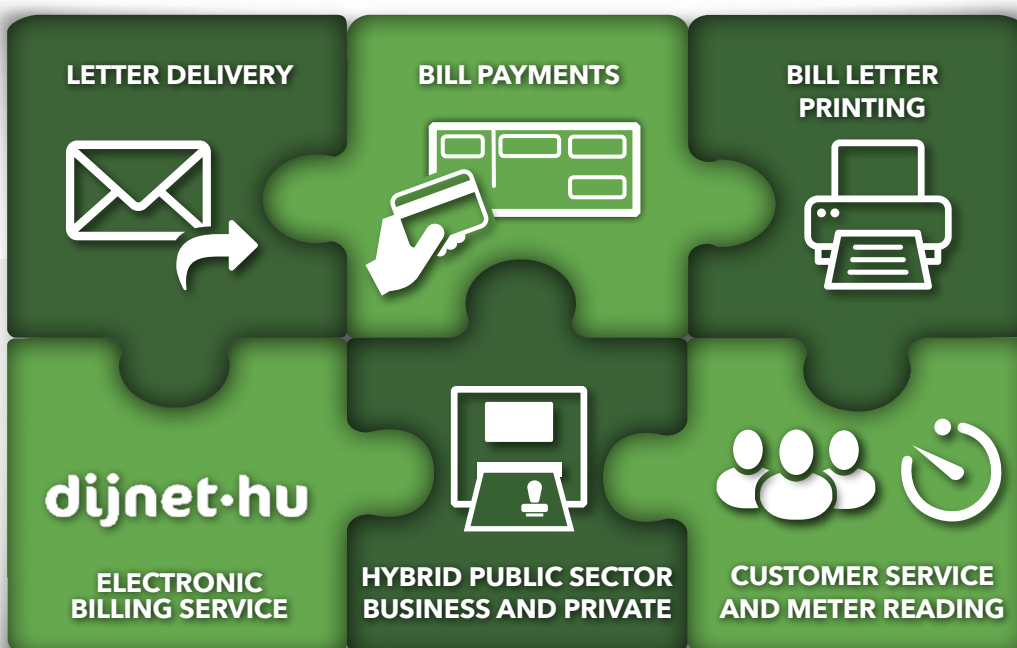 LETTER DELIVERY
BILL PAYMENTS
BILL LETTER
PRINTING
dijnet·hu
ELECTRONIC
BILLING SERVICE
HYBRID PUBLIC SECTOR
BUSINESS AND PRIVATE
CUSTOMER SERVICE
AND METER READING